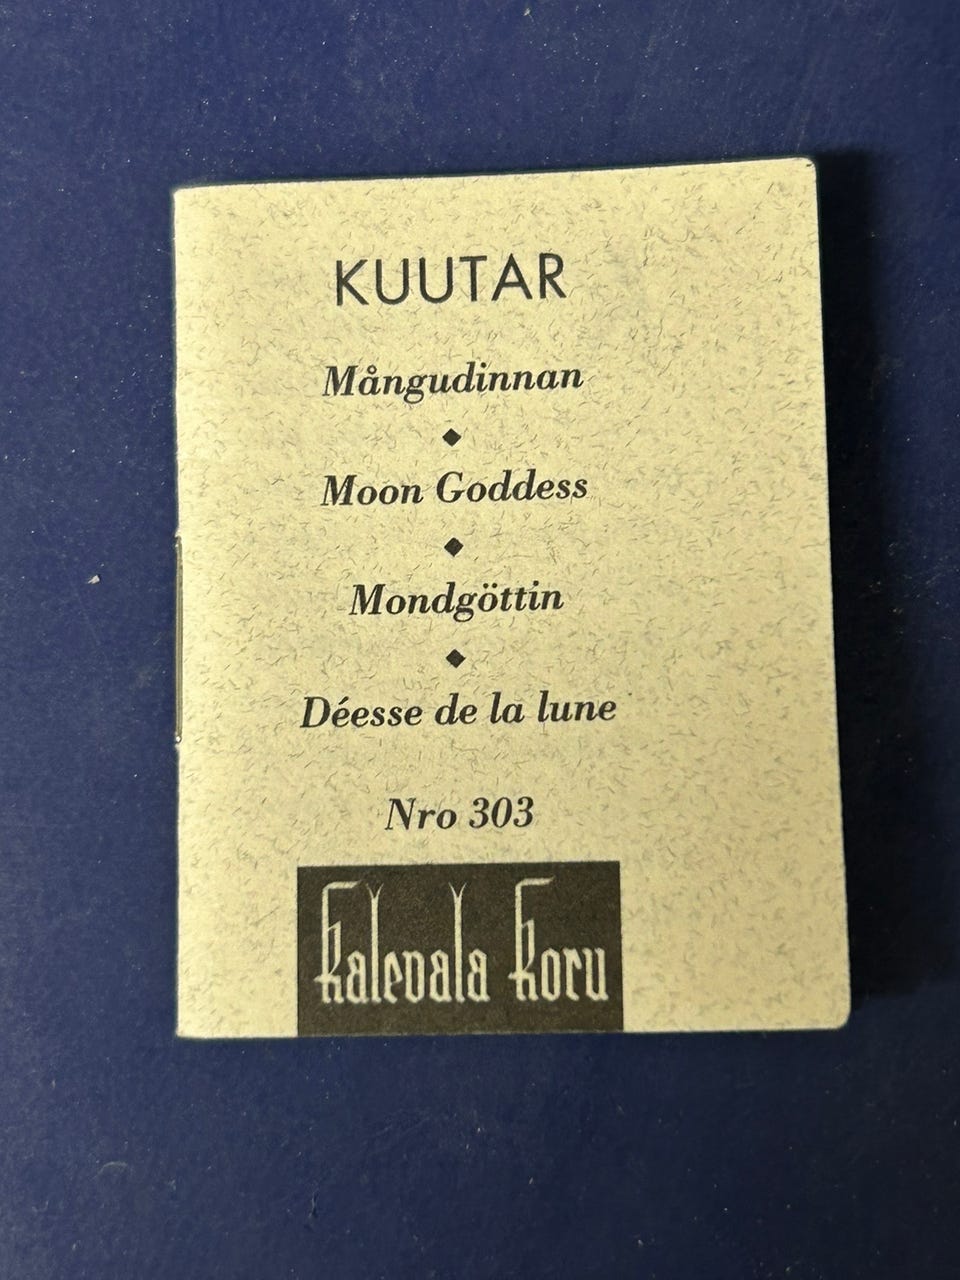 KUUTAR
Mångudinnan
◆
Moon Goddess
◆
Mondgöttin
◆
Déesse de la lune
Nro 303
Kalevala Koru